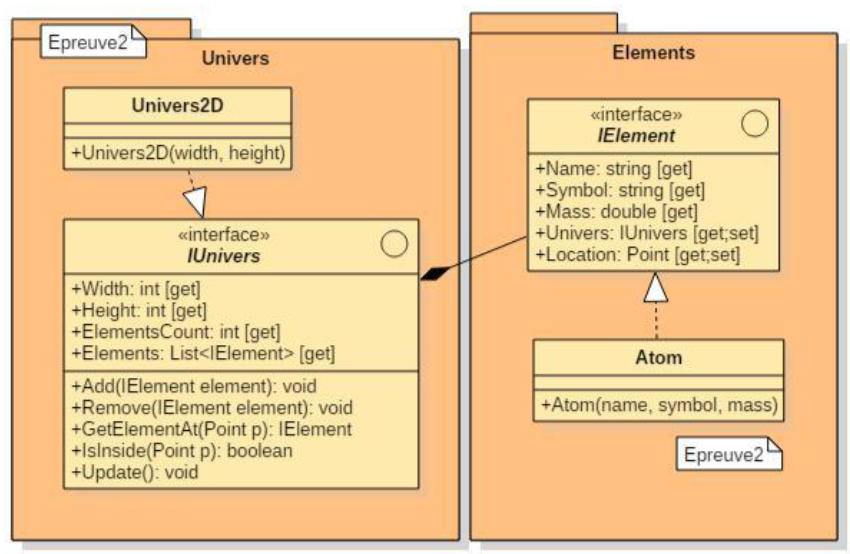 Epreuve2
Univers
Univers2D
+Univers2D(width, height)
«interface»
IUnivers
+Width: int [get]
+Height: int [get]
+ElementsCount: int [get]
+Elements: List<IElement> [get]
+Add(IElement element): void
+Remove(IElement element): void
+GetElementAt(Point p): IElement
+IsInside(Point p): boolean
+Update(): void
Elements
«interface»
IElement
+Name: string [get]
+Symbol: string [get]
+Mass: double [get]
+Univers: IUnivers [get;set]
+Location: Point [get;set]
Atom
+Atom(name, symbol, mass)
Epreuve2